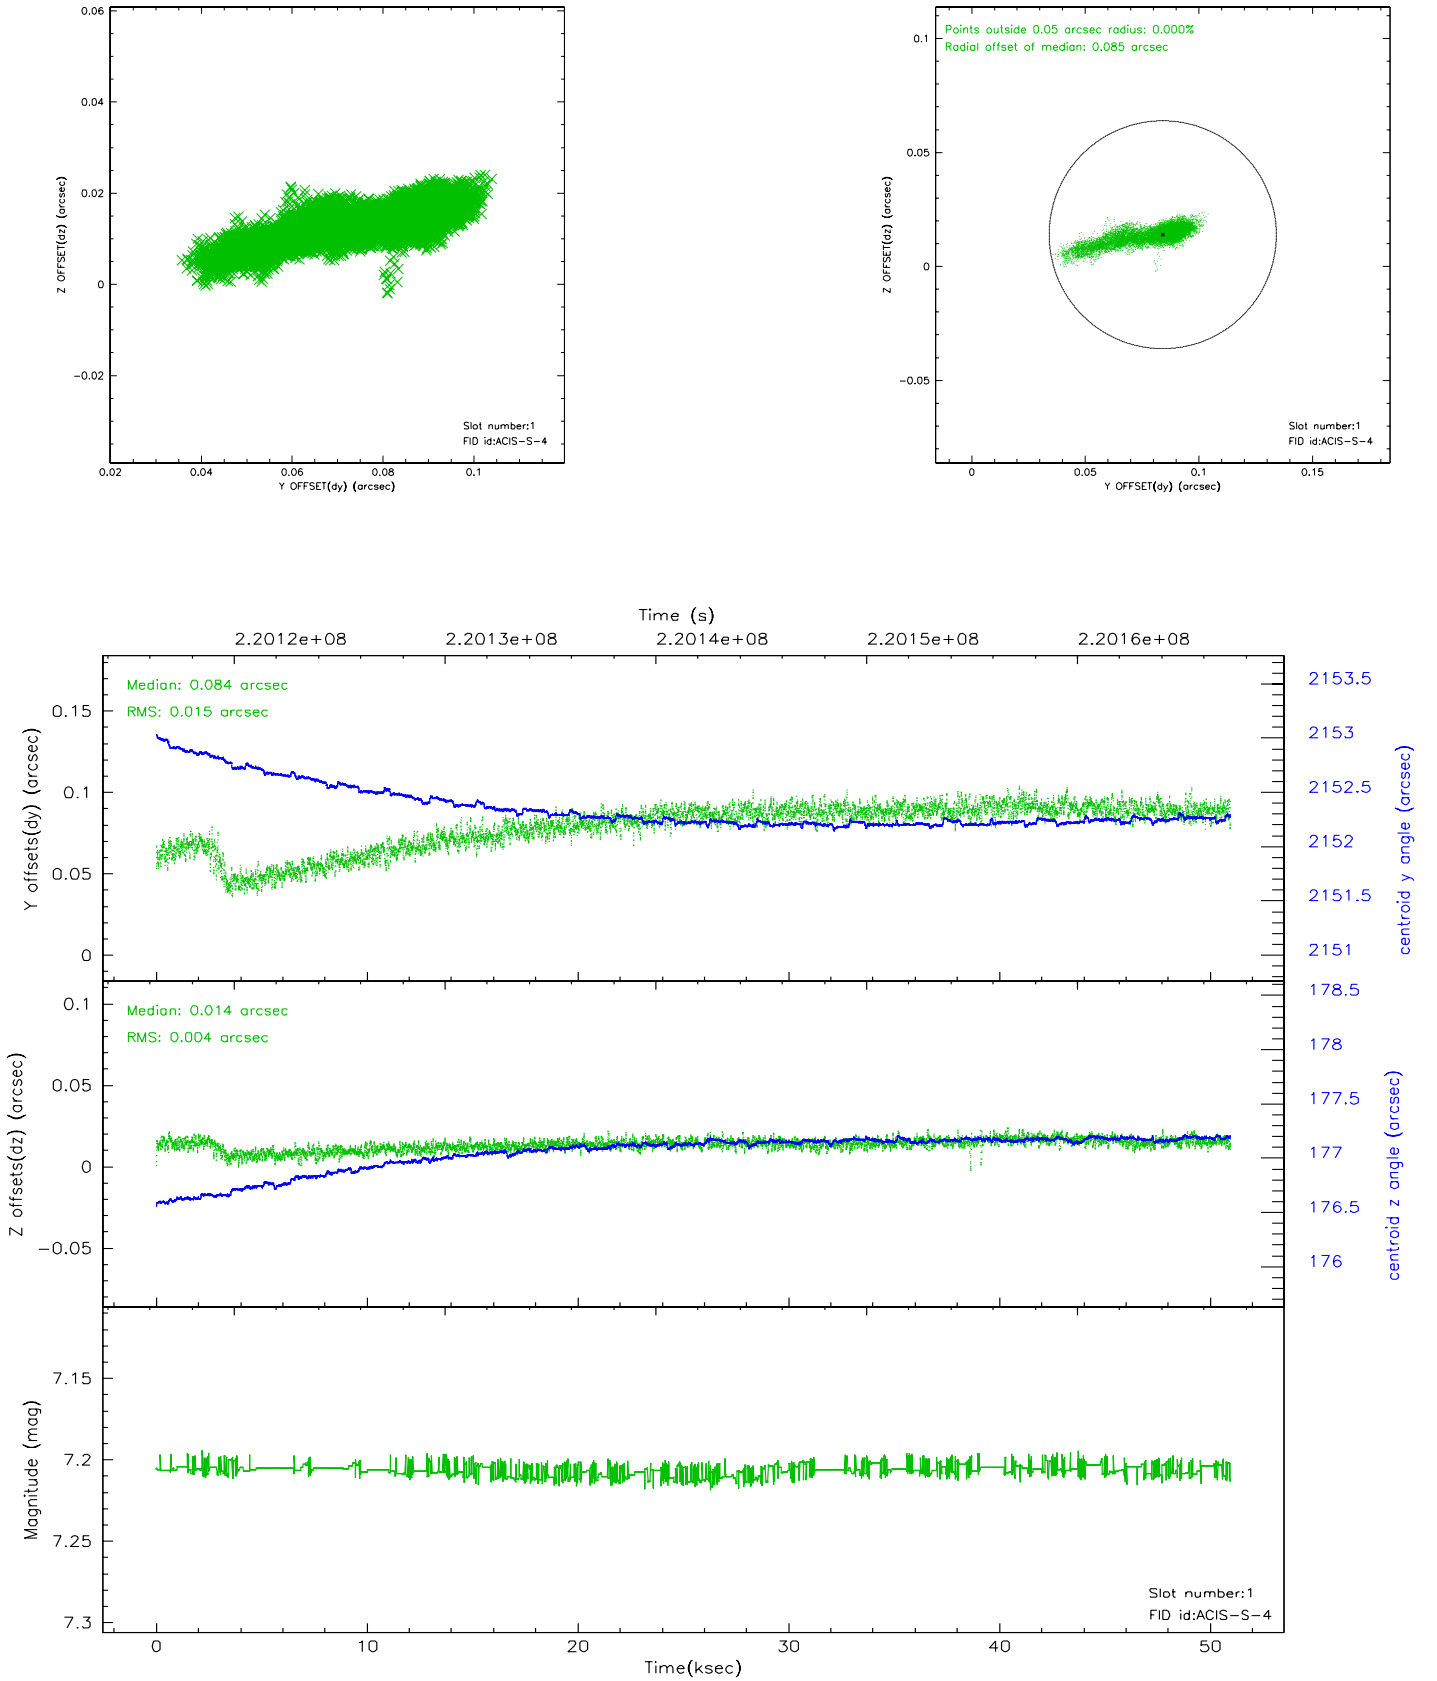 0.06
0.04
0.02
0
−0.02
Z OFFSET(dz) (arcsec)
Slot number:1
FID id:ACIS−S−4
0.02 0.04 0.06 0.08 0.1
Y OFFSET(dy) (arcsec)
Points outside 0.05 arcsec radius: 0.000%
Radial offset of median: 0.085 arcsec
0.1
0.05
0
−0.05
Z OFFSET(dz) (arcsec)
Slot number:1
FID id:ACIS−S−4
0 0.05 0.1 0.15
Y OFFSET(dy) (arcsec)
Time (s)
2.2012e+08 2.2013e+08 2.2014e+08 2.2015e+08 2.2016e+08
Median: 0.084 arcsec
RMS: 0.015 arcsec
0.15
0.1
0.05
0
Y offsets(dy) (arcsec)
2153.5
2153
2152.5
2152
2151.5
2151
centroid y angle (arcsec)
Median: 0.014 arcsec
RMS: 0.004 arcsec
0.1
0.05
0
−0.05
Z offsets(dz) (arcsec)
178.5
178
177.5
177
176.5
176
centroid z angle (arcsec)
7.15
7.2
7.25
7.3
Magnitude (mag)
Slot number:1
FID id:ACIS−S−4
0 10 20 30 40 50
Time(ksec)